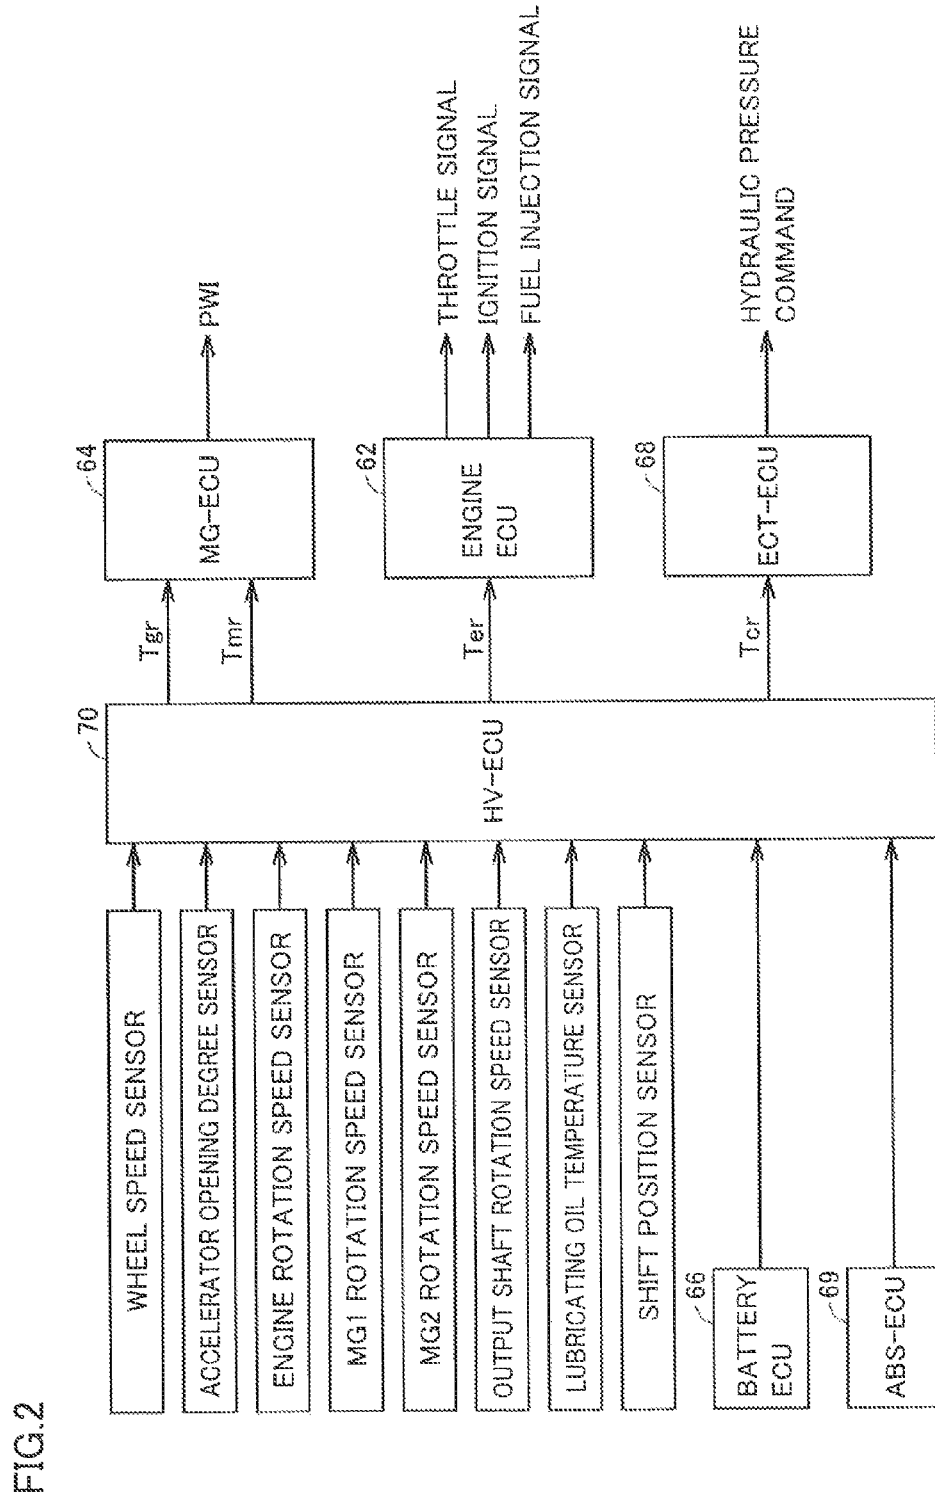 FIG.2
WHEEL SPEED SENSOR
ACCELERATOR OPENING DEGREE SENSOR
ENGINE ROTATION SPEED SENSOR
MG1 ROTATION SPEED SENSOR
MG2 ROTATION SPEED SENSOR
OUTPUT SHAFT ROTATION SPEED SENSOR
LUBRICATING OIL TEMPERATURE SENSOR
SHIFT POSITION SENSOR
66
BATTERY
ECU
69
ABS-ECU
70
HV-ECU
Tgr
Tmr
Ter
Tcr
64
MG-ECU
62
ENGINE
ECU
68
ECT-ECU
PWI
THROTTLE SIGNAL
IGNITION SIGNAL
FUEL INJECTION SIGNAL
HYDRAULIC PRESSURE
COMMAND